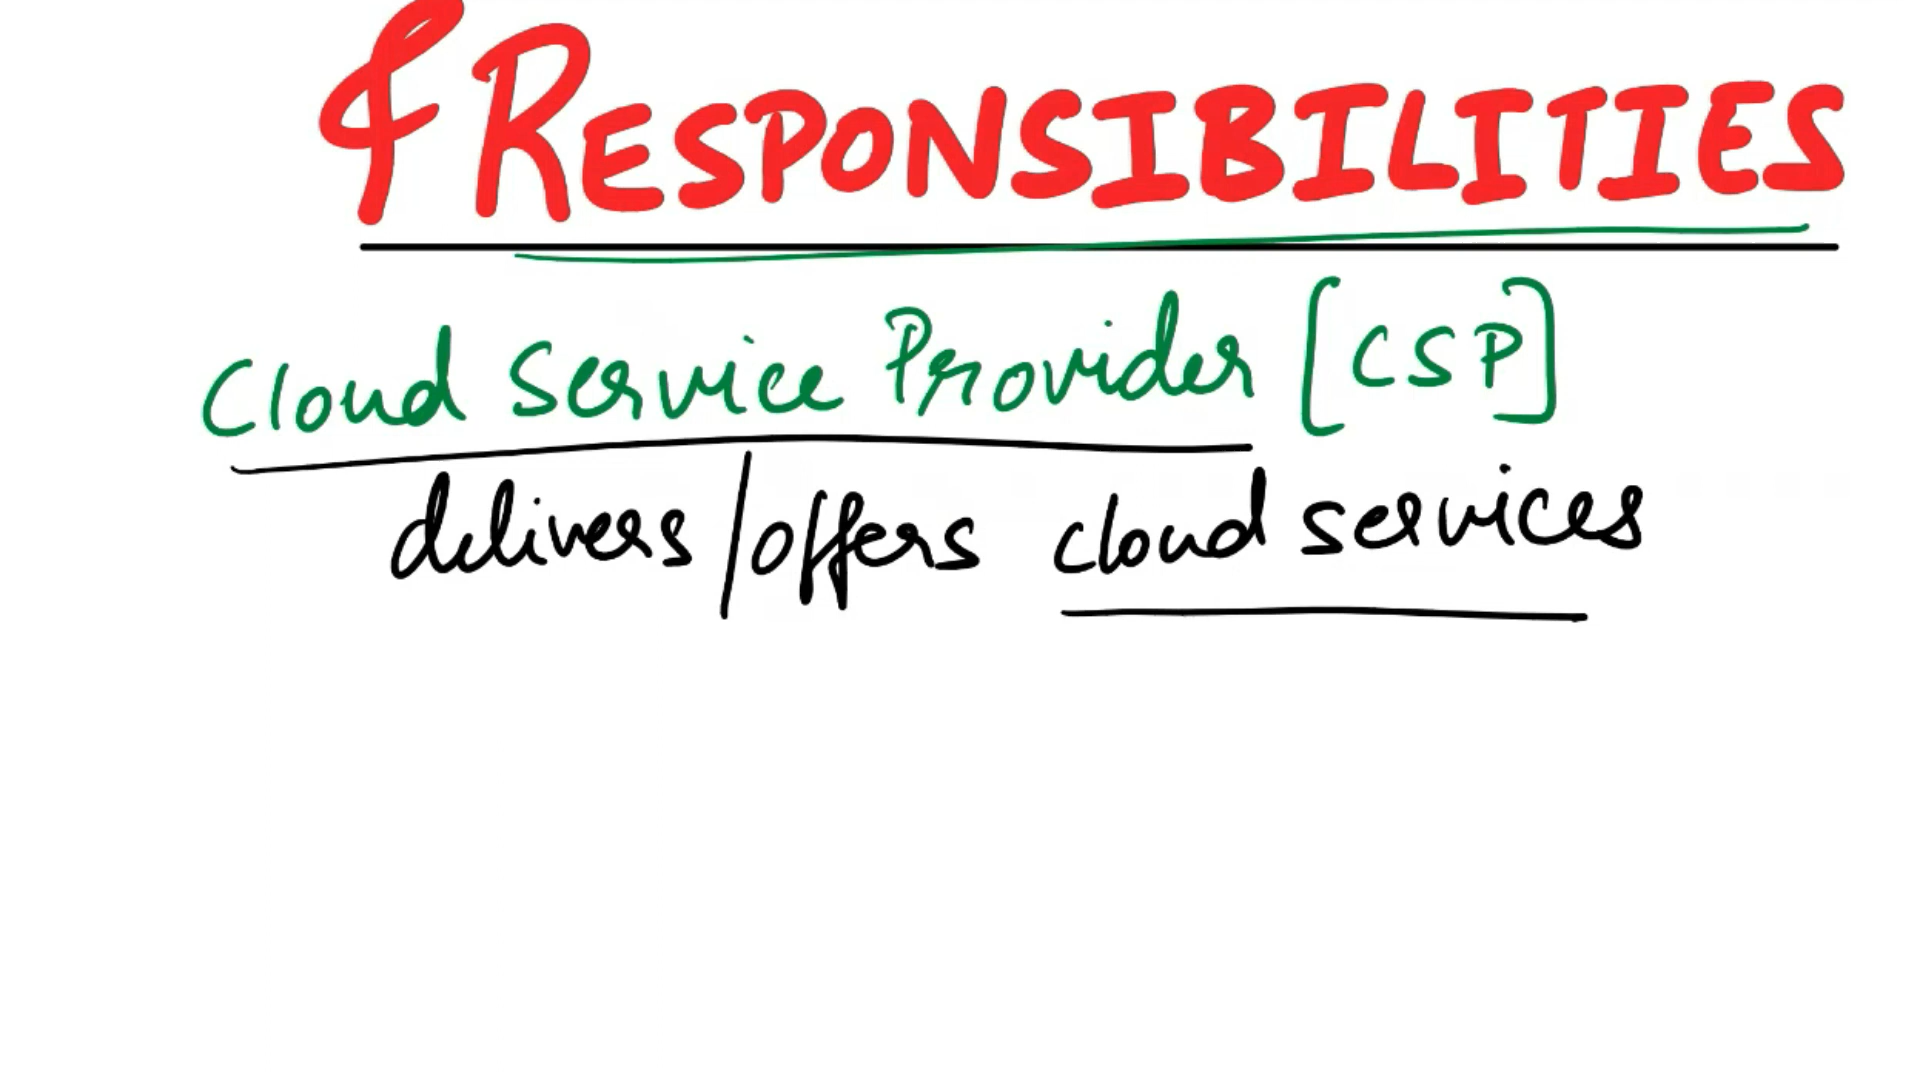 & RESPONSIBILITIES
Cloud Service Provider [CSP]
delivers/offers cloud services